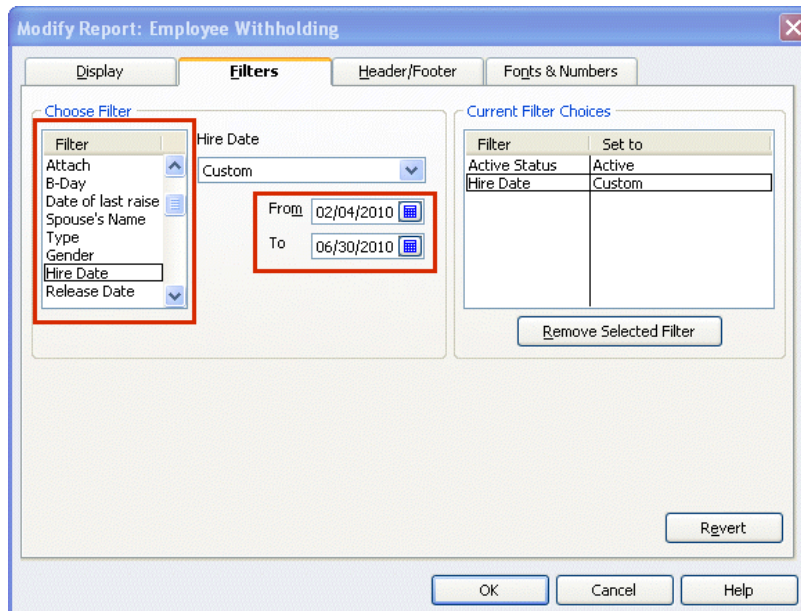 Modify Report: Employee Withholding
Display
Filters
Header/Footer
Fonts & Numbers
Choose Filter
Filter
Attach
B-Day
Date of last raise
Spouse's Name
Type
Gender
Hire Date
Release Date
Hire Date
Custom
From 02/04/2010
To 06/30/2010
Current Filter Choices
Filter Set to
Active Status Active
Hire Date Custom
Remove Selected Filter
Revert
OK Cancel Help